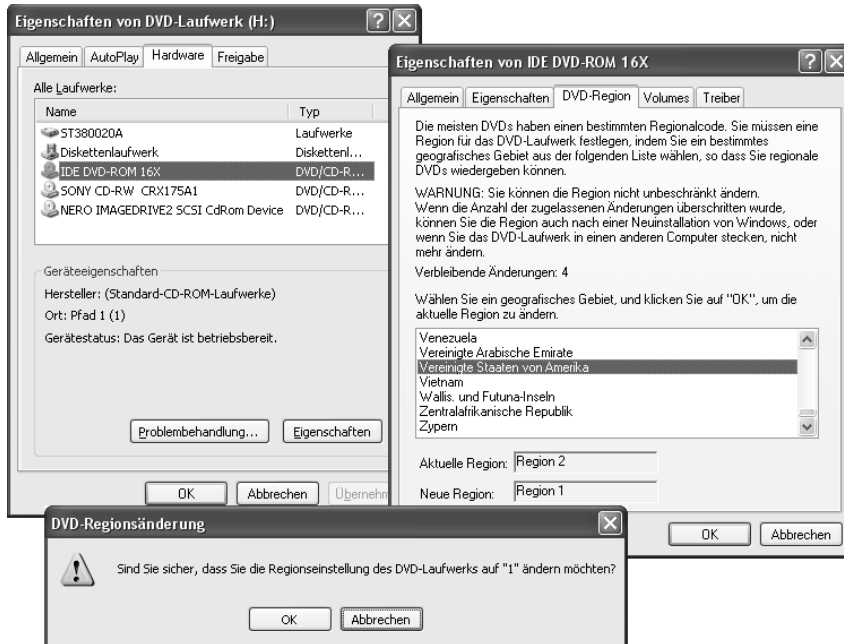 Eigenschaften von DVD-Laufwerk (H:)
Allgemein AutoPlay Hardware Freigabe
Alle Laufwerke:
Name Typ
ST380020A Laufwerke
Diskettenlaufwerk Diskettenl...
IDE DVD-ROM 16X DVD/CD-R...
SONY CD-RW CRX175A1 DVD/CD-R...
NERO IMAGEDRIVE2 SCSI CdRom Device DVD/CD-R...
Geräteeigenschaften
Hersteller: (Standard-CD-ROM-Laufwerke)
Ort: Pfad 1 (1)
Gerätestatus: Das Gerät ist betriebsbereit.
Problembehandlung... Eigenschaften
OK Abbrechen Übernehm
Eigenschaften von IDE DVD-ROM 16X
Allgemein Eigenschaften DVD-Region Volumes Treiber
Die meisten DVDs haben einen bestimmten Regionalcode. Sie müssen eine
Region für das DVD-Laufwerk festlegen, indem Sie ein bestimmtes
geografisches Gebiet aus der folgenden Liste wählen, so dass Sie regionale
DVDs wiedergeben können.
WARNUNG: Sie können die Region nicht unbeschränkt ändern.
Wenn die Anzahl der zugelassenen Änderungen überschritten wurde,
können Sie die Region auch nach einer Neuinstallation von Windows, oder
wenn Sie das DVD-Laufwerk in einen anderen Computer stecken, nicht
mehr ändern.
Verbleibende Änderungen: 4
Wählen Sie ein geografisches Gebiet, und klicken Sie auf "OK", um die
aktuelle Region zu ändern.
Venezuela
Vereinigte Arabische Emirate
Vereinigte Staaten von Amerika
Vietnam
Wallis. und Futuna-Inseln
Zentralafrikanische Republik
Zypern
Aktuelle Region: Region 2
Neue Region: Region 1
OK Abbrechen
DVD-Regionsänderung
Sind Sie sicher, dass Sie die Regionseinstellung des DVD-Laufwerks auf "1" ändern möchten?
OK Abbrechen